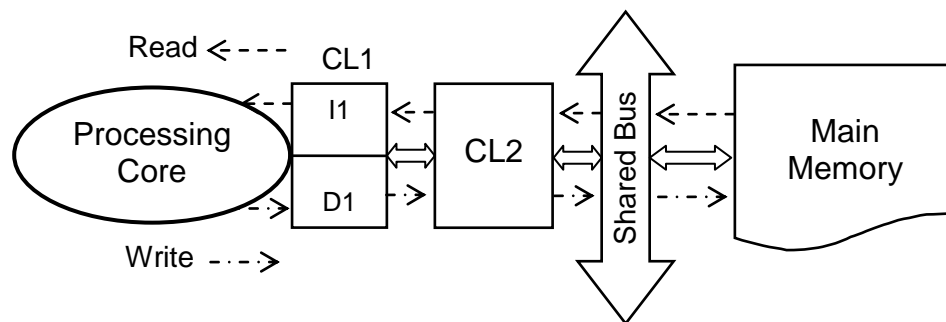 Read
CL1
I1
Processing
Core
CL2
Shared Bus
Main
Memory
D1
Write